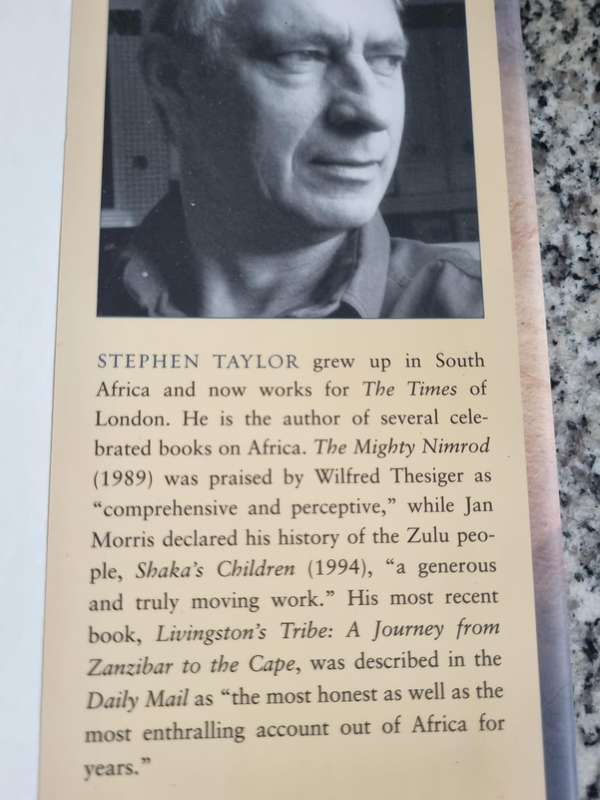 STEPHEN TAYLOR grew up in South
Africa and now works for The Times of
London. He is the author of several cele-
brated books on Africa. The Mighty Nimrod
(1989) was praised by Wilfred Thesiger as
“comprehensive and perceptive,” while Jan
Morris declared his history of the Zulu peo-
ple, Shaka’s Children (1994), “a generous
and truly moving work.” His most recent
book, Livingston’s Tribe: A Journey from
Zanzibar to the Cape, was described in the
Daily Mail as “the most honest as well as the
most enthralling account out of Africa for
years.”